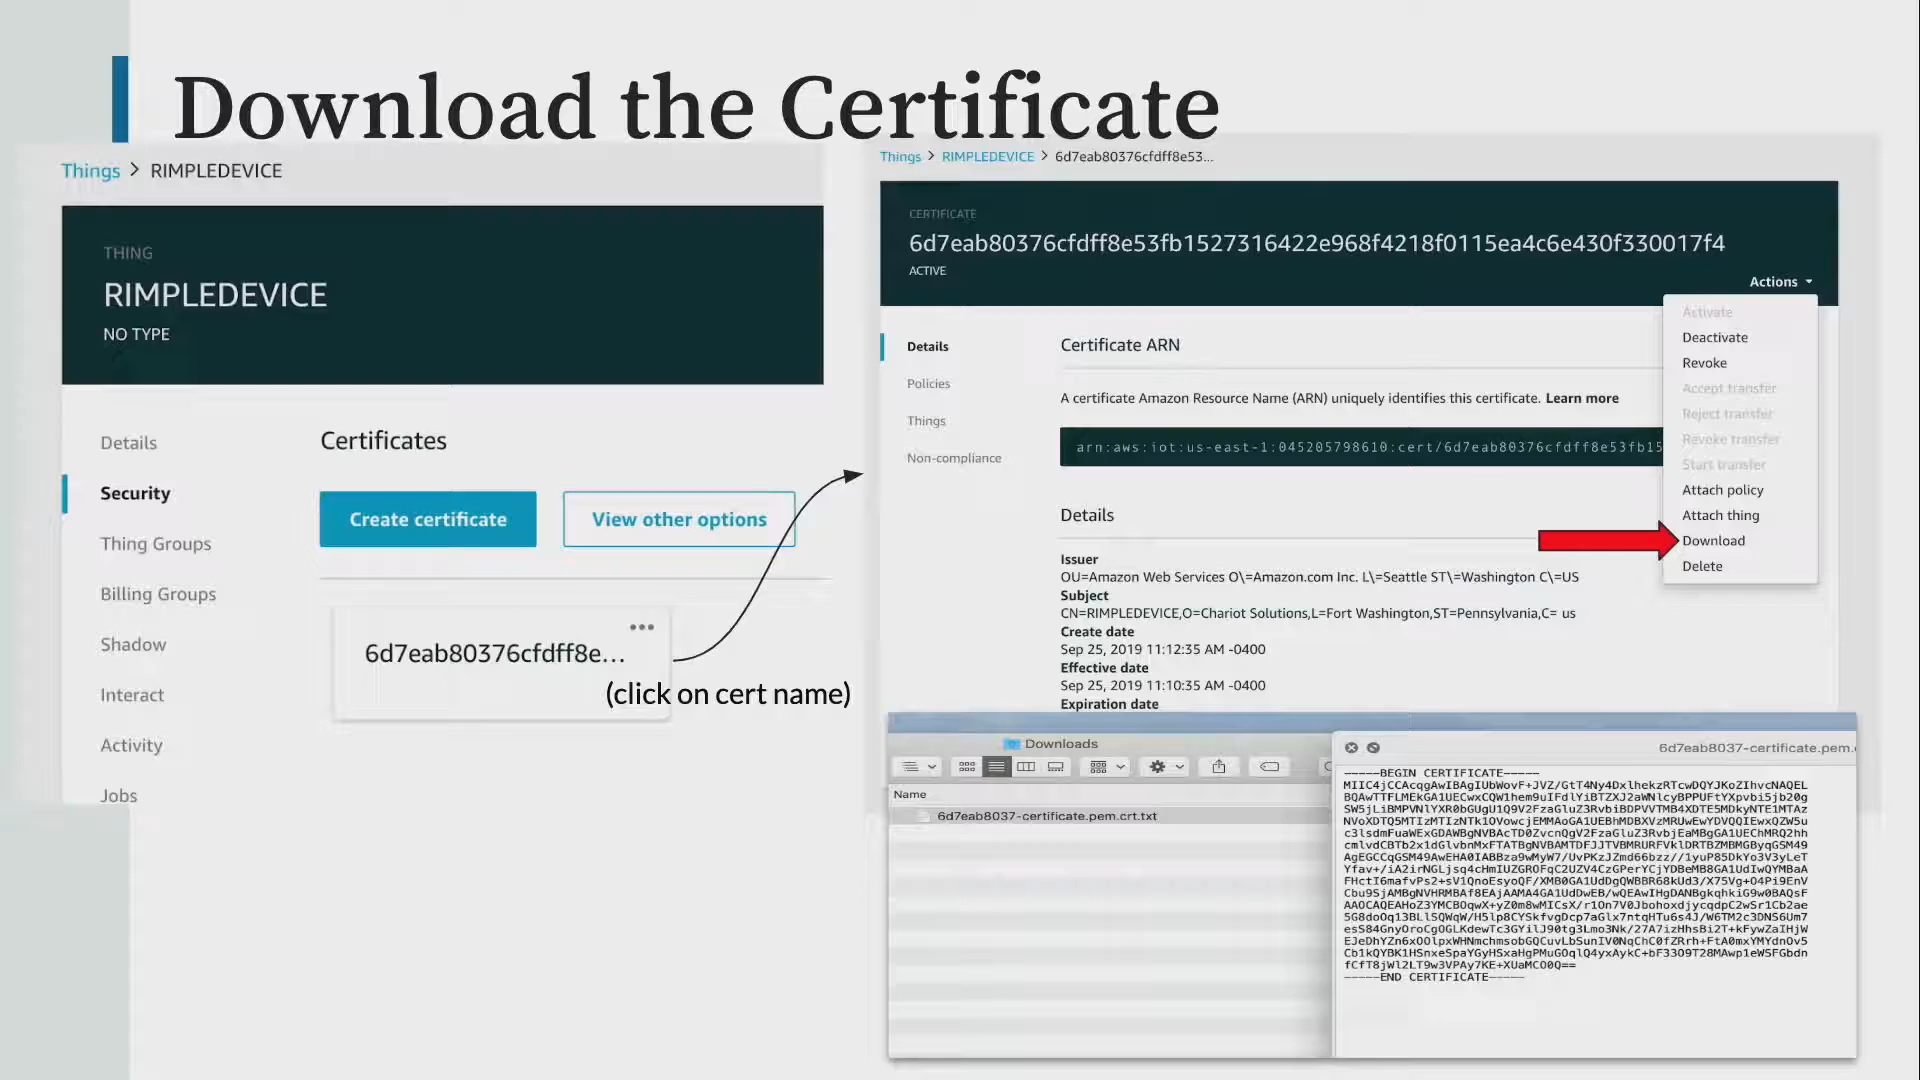 Download the Certificate
Things > RIMPLEDEVICE
THING
RIMPLEDEVICE
NO TYPE
Details
Security
Thing Groups
Billing Groups
Shadow
Interact
Activity
Jobs
Certificates
Create certificate
View other options
6d7eab80376cfdff8e...
(click on cert name)
Things > RIMPLEDEVICE > 6d7eab80376cfdff8e53...
CERTIFICATE
6d7eab80376cfdff8e53fb1527316422e968f4218f0115ea4c6e430f330017f4
ACTIVE
Actions
Activate
Deactivate
Revoke
Accept transfer
Reject transfer
Revoke transfer
Start transfer
Attach policy
Attach thing
Download
Delete
Details
Policies
Things
Non-compliance
Certificate ARN
A certificate Amazon Resource Name (ARN) uniquely identifies this certificate. Learn more
arn:aws:iot:us-east-1:045205798610:cert/6d7eab80376cfdff8e53fb15
Details
Issuer
OU=Amazon Web Services O\=Amazon.com Inc. L\=Seattle ST\=Washington C\=US
Subject
CN=RIMPLEDEVICE,O=Chariot Solutions,L=Fort Washington,ST=Pennsylvania,C= us
Create date
Sep 25, 2019 11:12:35 AM -0400
Effective date
Sep 25, 2019 11:10:35 AM -0400
Expiration date
Downloads
Name
6d7eab8037-certificate.pem.crt.txt
6d7eab8037-certificate.pem.
-----BEGIN CERTIFICATE-----
-----END CERTIFICATE-----